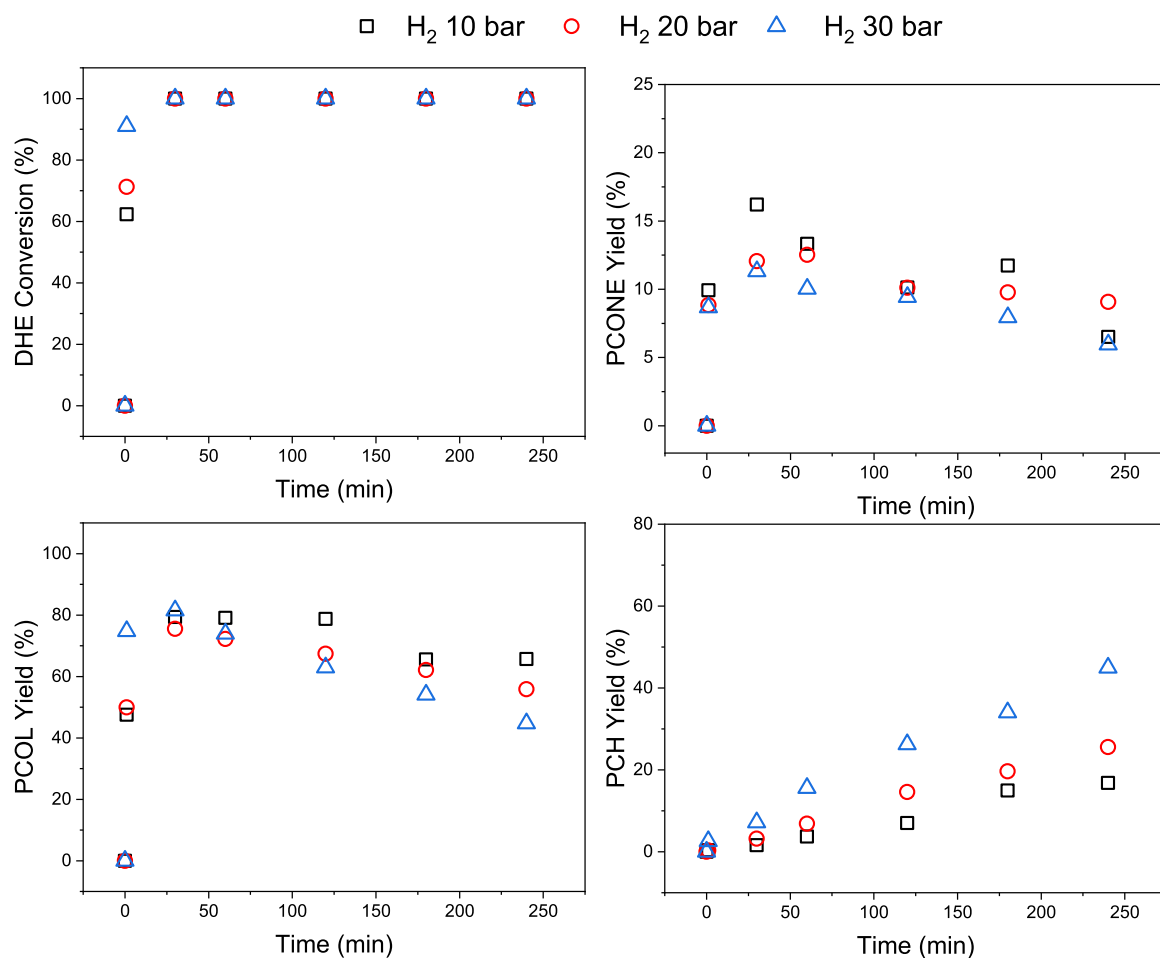 H₂ 10 bar H₂ 20 bar H₂ 30 bar
DHE Conversion (%)
100
80
60
40
20
0
0 50 100 150 200 250
Time (min)
PCONE Yield (%)
25
20
15
10
5
0
0 50 100 150 200 250
Time (min)
PCOL Yield (%)
100
80
60
40
20
0
0 50 100 150 200 250
Time (min)
PCH Yield (%)
80
60
40
20
0
0 50 100 150 200 250
Time (min)